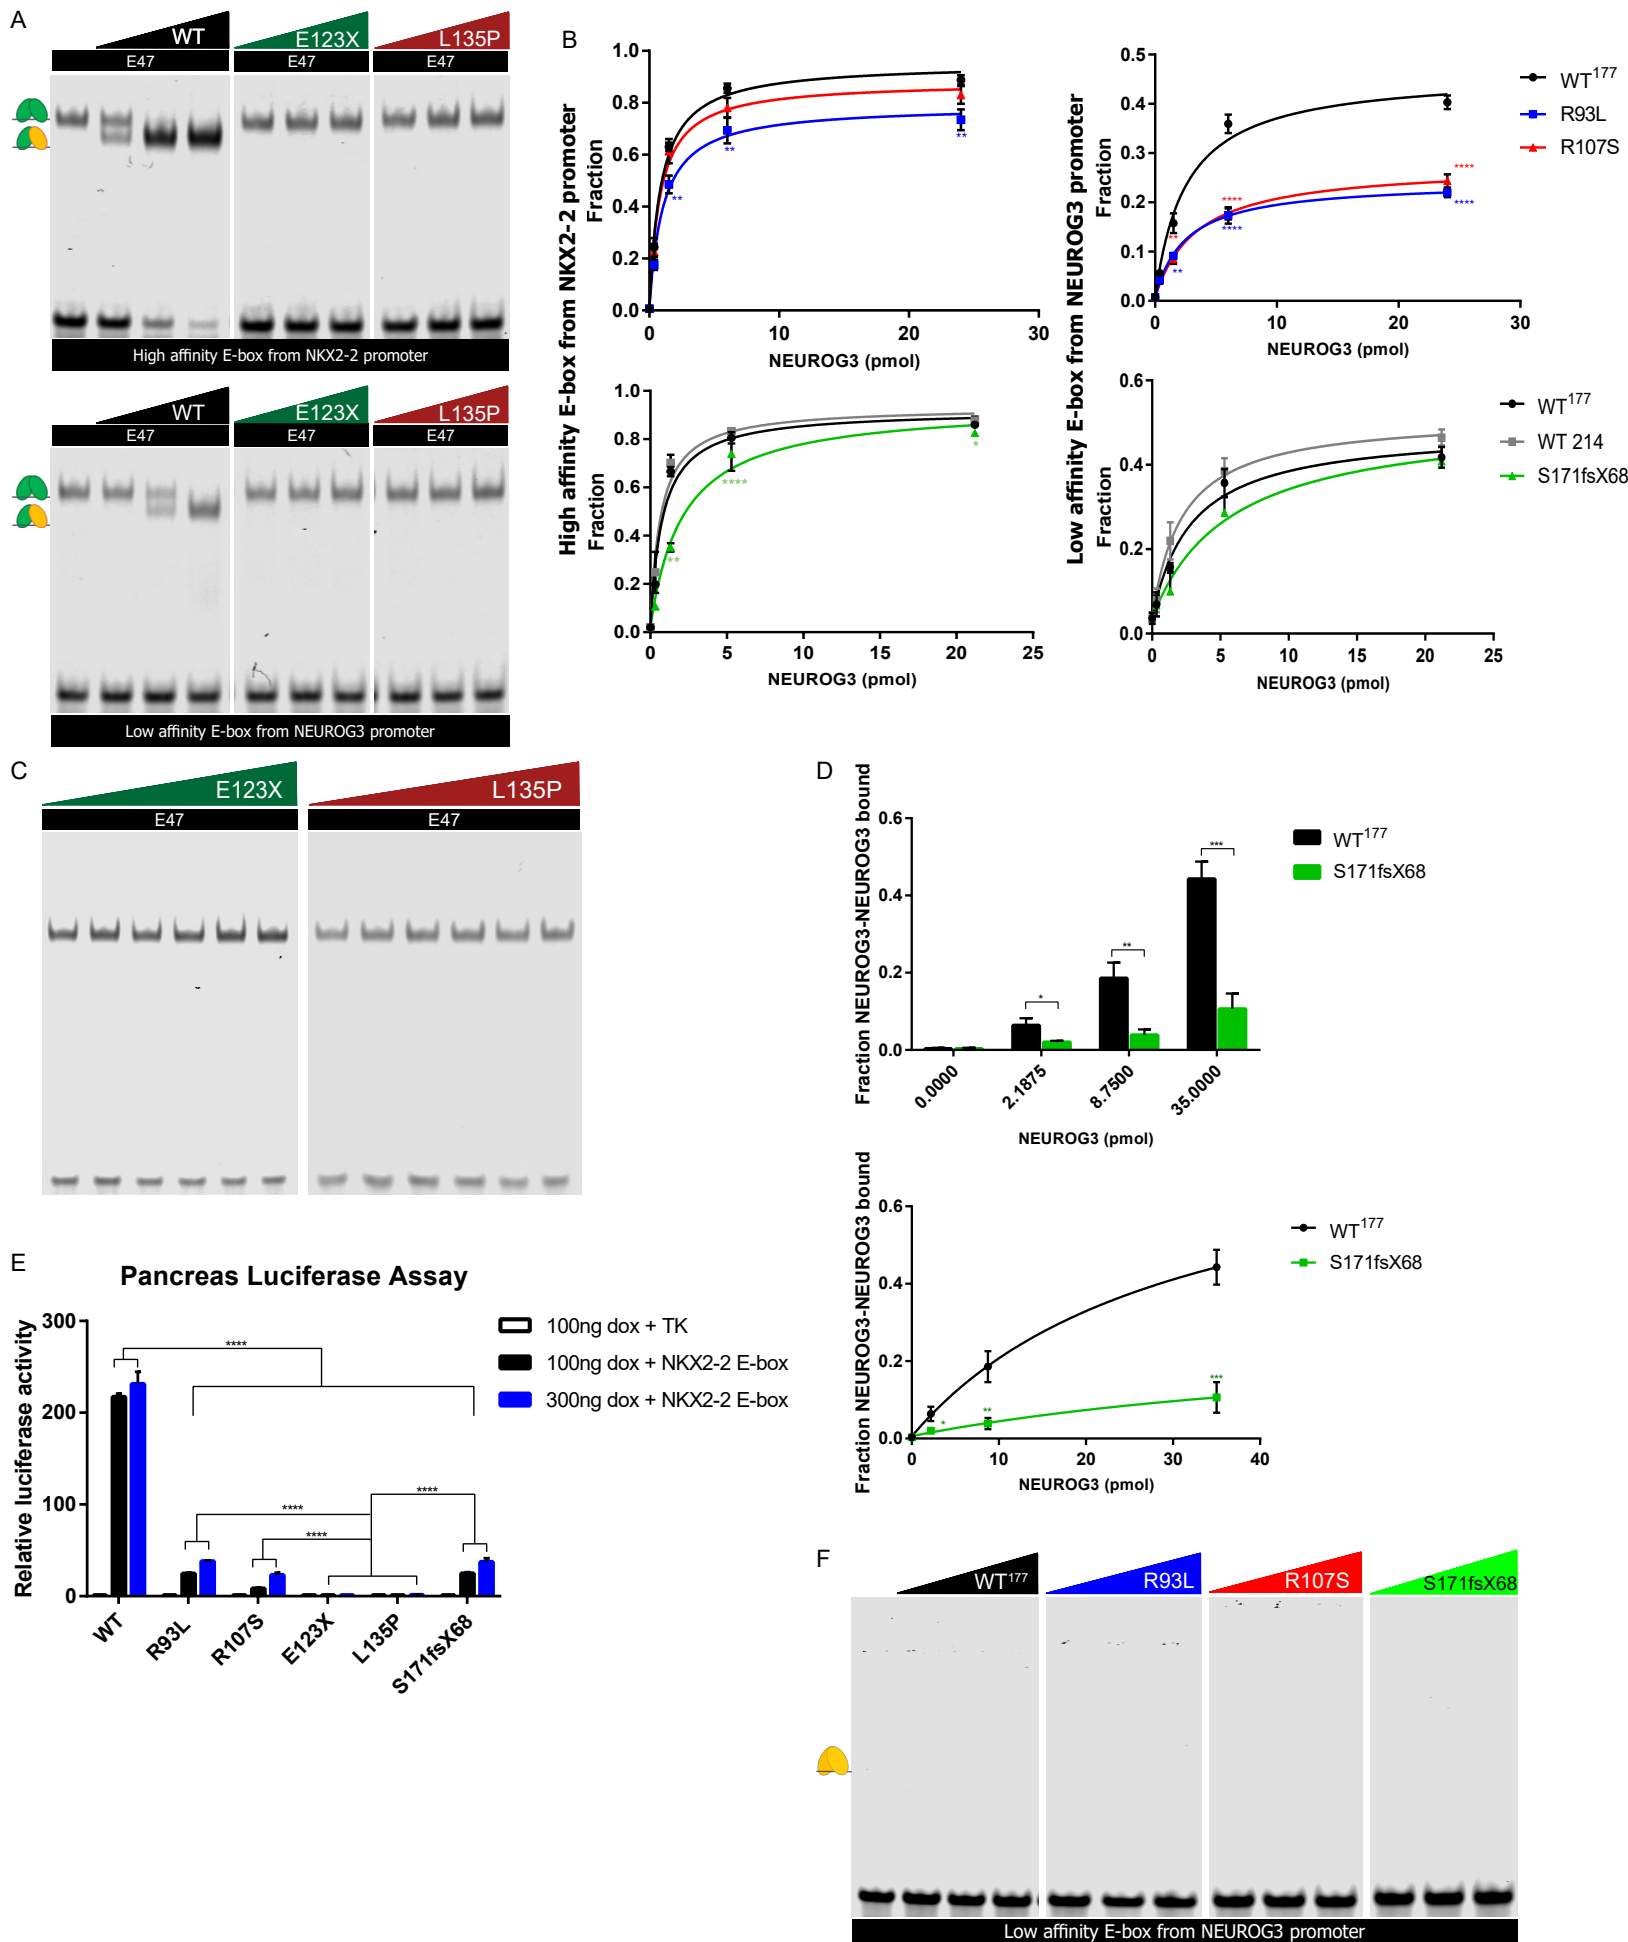 A
WT
E123X
L135P
E47
E47
E47
High affinity E-box from NKX2-2 promoter
WT
E123X
L135P
E47
E47
E47
Low affinity E-box from NEUROG3 promoter
B
High affinity E-box from NKX2-2 promoter
Fraction
1.0
0.8
0.6
0.4
0.2
0.0
**
**
**
0
10
20
30
NEUROG3 (pmol)
Low affinity E-box from NEUROG3 promoter
Fraction
0.5
0.4
0.3
0.2
0.1
0.0
**
**
****
****
****
****
0
10
20
30
NEUROG3 (pmol)
WT177
R93L
R107S
Fraction
1.0
0.8
0.6
0.4
0.2
0.0
**
****
*
0
5
10
15
20
25
NEUROG3 (pmol)
Fraction
0.6
0.4
0.2
0.0
0
5
10
15
20
25
NEUROG3 (pmol)
WT177
WT 214
S171fsX68
C
E123X
L135P
E47
E47
D
Fraction NEUROG3-NEUROG3 bound
0.6
0.4
0.2
0.0
*
**
***
0.0000
2.1875
8.7500
35.0000
NEUROG3 (pmol)
WT177
S171fsX68
Fraction NEUROG3-NEUROG3 bound
0.6
0.4
0.2
0.0
*
**
***
0
10
20
30
40
NEUROG3 (pmol)
WT177
S171fsX68
E
Pancreas Luciferase Assay
Relative luciferase activity
300
200
100
0
****
****
****
****
WT
R93L
R107S
E123X
L135P
S171fsX68
100ng dox + TK
100ng dox + NKX2-2 E-box
300ng dox + NKX2-2 E-box
F
WT177
R93L
R107S
S171fsX68
Low affinity E-box from NEUROG3 promoter